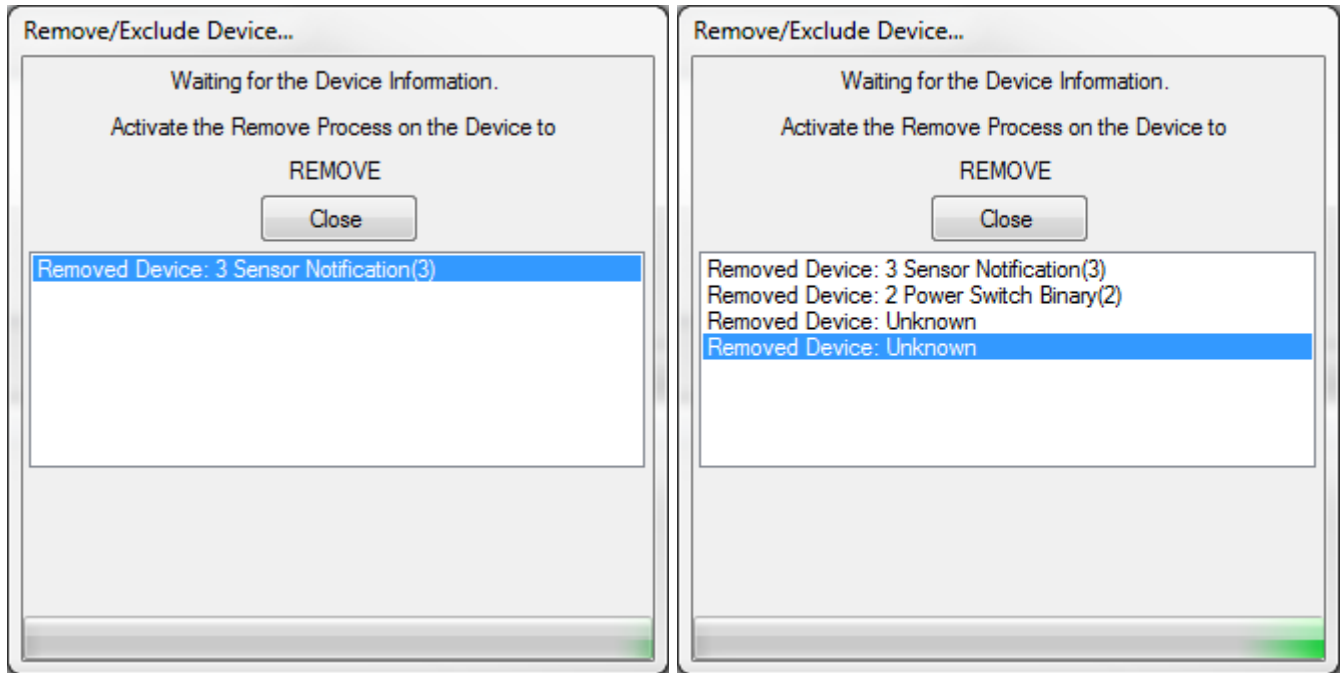 Remove/Exclude Device...
Waiting for the Device Information.
Activate the Remove Process on the Device to
REMOVE
Close
Removed Device: 3 Sensor Notification(3)
Remove/Exclude Device...
Waiting for the Device Information.
Activate the Remove Process on the Device to
REMOVE
Close
Removed Device: 3 Sensor Notification(3)
Removed Device: 2 Power Switch Binary(2)
Removed Device: Unknown
Removed Device: Unknown